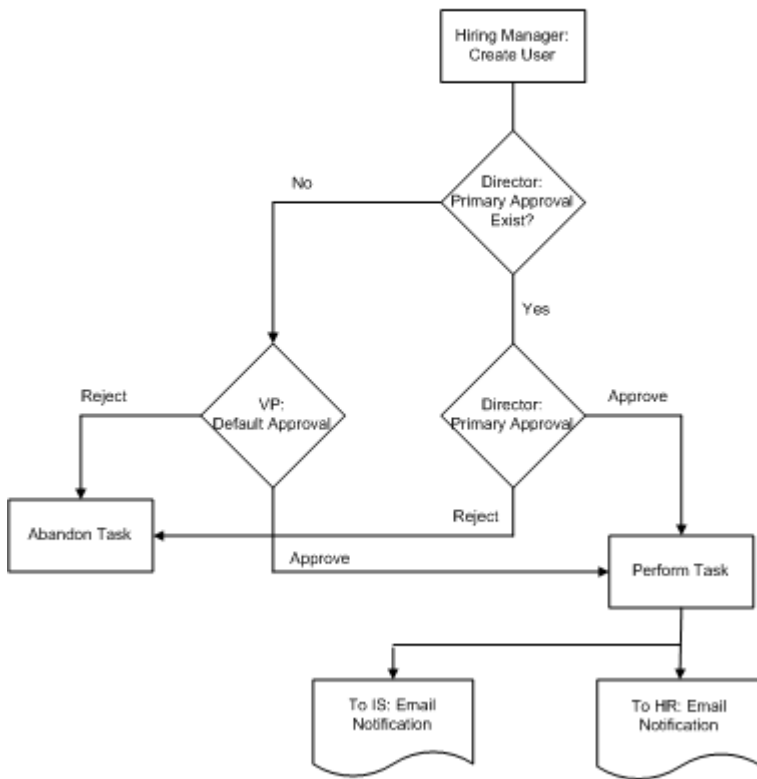 Hiring Manager:
Create User
Director:
Primary Approval
Exist?
No
Yes
Reject
VP:
Default Approval
Director:
Primary Approval
Approve
Abandon Task
Reject
Approve
Perform Task
To IS: Email
Notification
To HR: Email
Notification